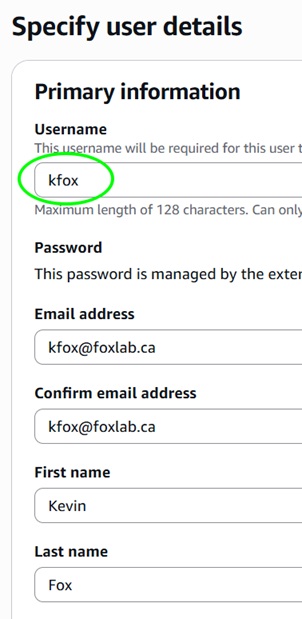 Specify user details
Primary information
Username
This username will be required for this user t
kfox
Maximum length of 128 characters. Can only
Password
This password is managed by the exter
Email address
kfox@foxlab.ca
Confirm email address
kfox@foxlab.ca
First name
Kevin
Last name
Fox